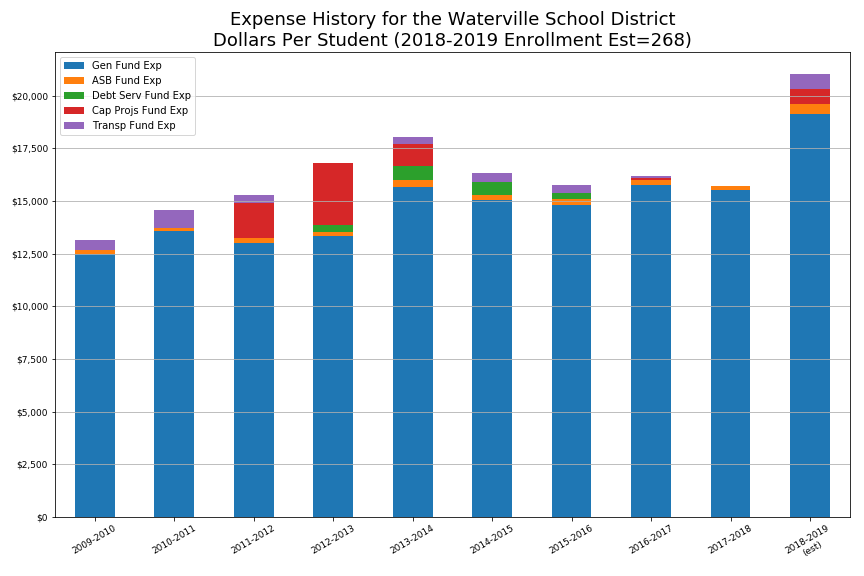 Expense History for the Waterville School District
Dollars Per Student (2018-2019 Enrollment Est=268)
Gen Fund Exp
ASB Fund Exp
Debt Serv Fund Exp
Cap Projs Fund Exp
Transp Fund Exp
$20,000
$17,500
$15,000
$12,500
$10,000
$7,500
$5,000
$2,500
$0
2009-2010
2010-2011
2011-2012
2012-2013
2013-2014
2014-2015
2015-2016
2016-2017
2017-2018
2018-2019
(est)